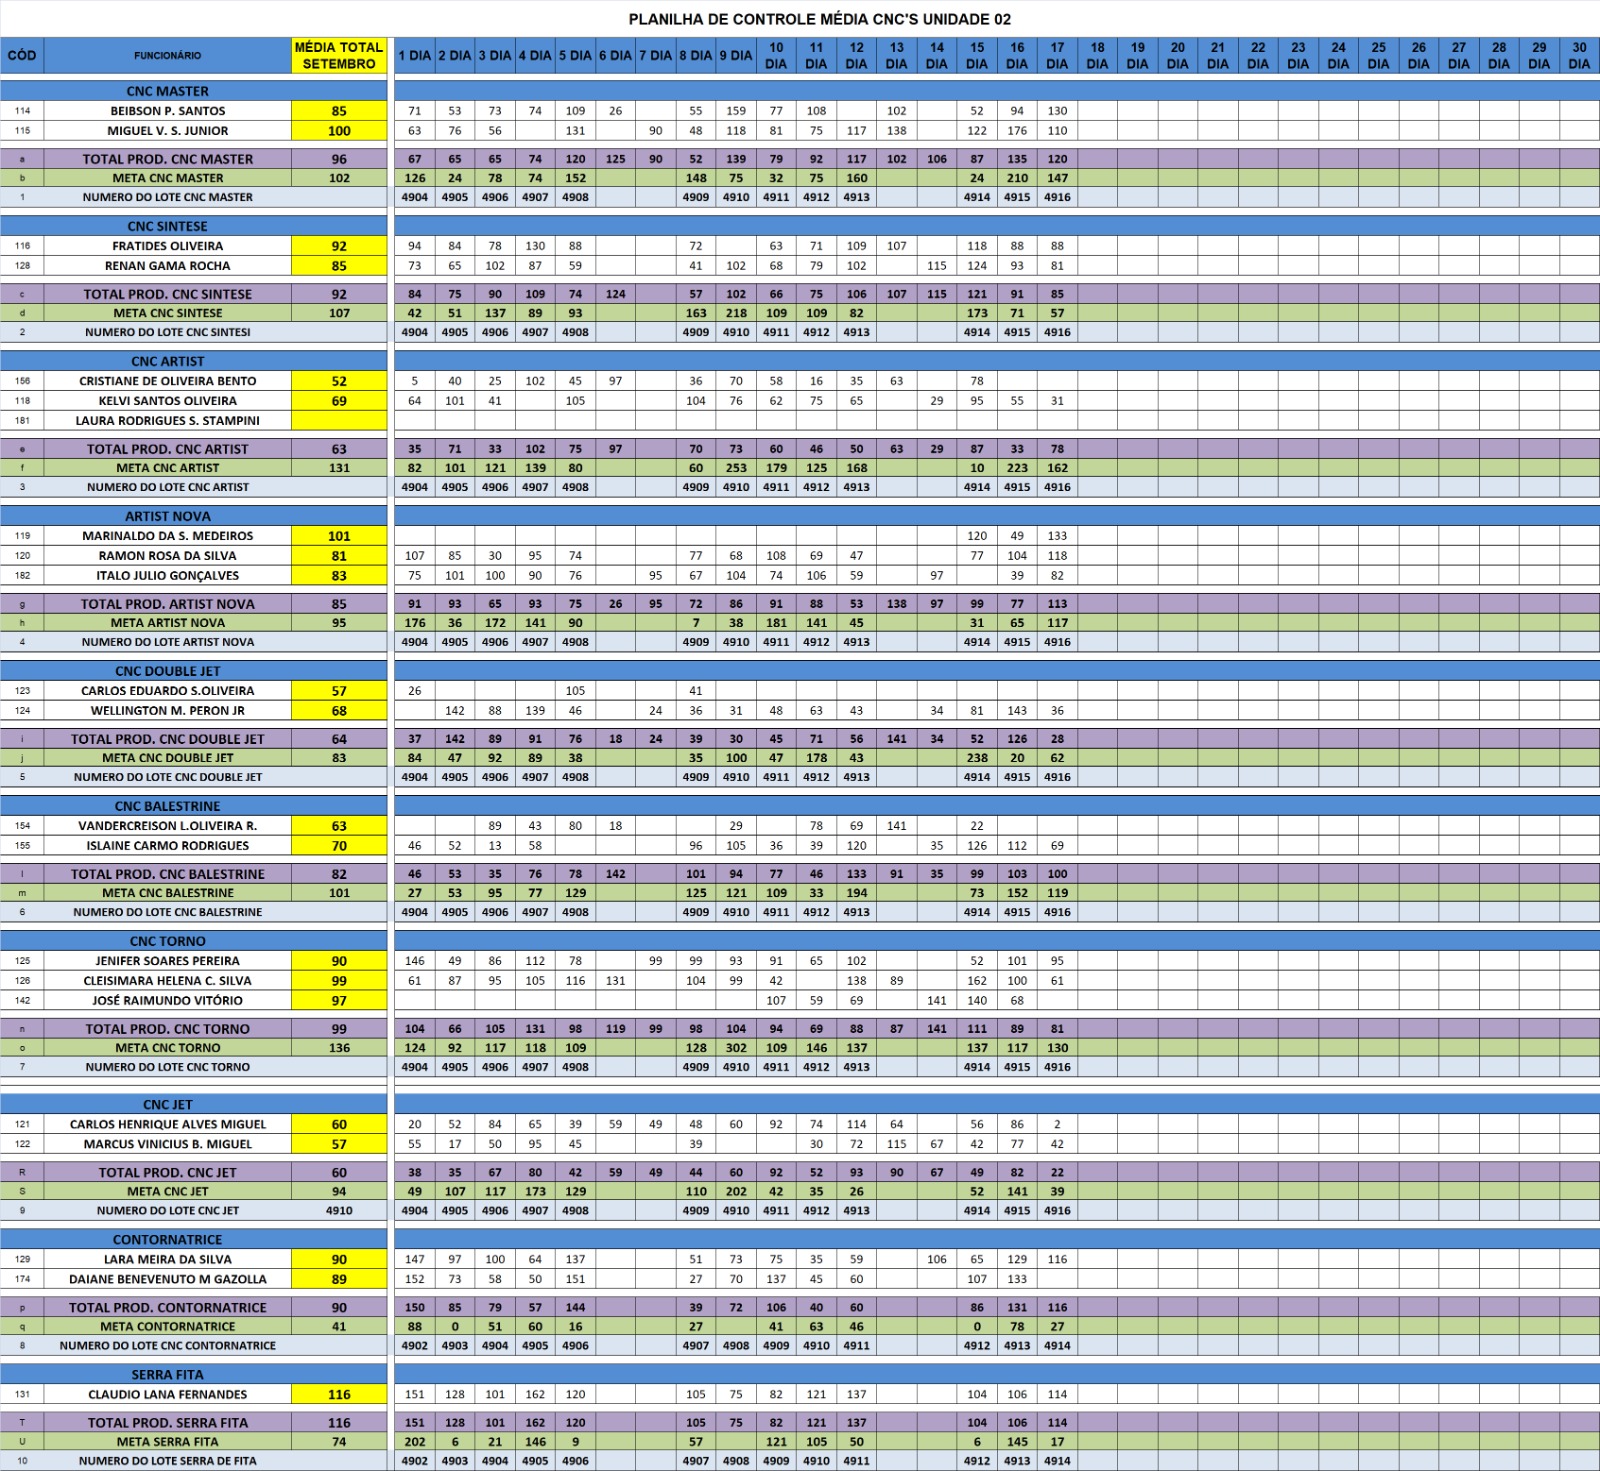 PLANILHA DE CONTROLE MÉDIA CNC'S UNIDADE 02
CÓD FUNCIONÁRIO MÉDIA TOTAL SETEMBRO 1 DIA 2 DIA 3 DIA 4 DIA 5 DIA 6 DIA 7 DIA 8 DIA 9 DIA 10 DIA 11 DIA 12 DIA 13 DIA 14 DIA 15 DIA 16 DIA 17 DIA 18 DIA 19 DIA 20 DIA 21 DIA 22 DIA 23 DIA 24 DIA 25 DIA 26 DIA 27 DIA 28 DIA 29 DIA 30 DIA
CNC MASTER
114 BEIBSON P. SANTOS 85 71 53 73 74 109 26 55 159 77 108 102 52 94 130
115 MIGUEL V. S. JUNIOR 100 63 76 56 131 90 48 118 81 75 117 138 122 176 110
a TOTAL PROD. CNC MASTER 96 67 65 65 74 120 125 90 52 139 79 92 117 102 106 87 135 120
b META CNC MASTER 102 126 24 78 74 152 148 75 32 75 160 24 210 147
1 NUMERO DO LOTE CNC MASTER 4904 4905 4906 4907 4908 4909 4910 4911 4912 4913 4914 4915 4916
CNC SINTESE
116 FRATIDES OLIVEIRA 92 94 84 78 130 88 72 63 71 109 107 118 88 88
128 RENAN GAMA ROCHA 85 73 65 102 87 59 41 102 68 79 102 115 124 93 81
c TOTAL PROD. CNC SINTESE 92 84 75 90 109 74 124 57 102 66 75 106 107 115 121 91 85
d META CNC SINTESE 107 42 51 137 89 93 163 218 109 109 82 173 71 57
2 NUMERO DO LOTE CNC SINTESI 4904 4905 4906 4907 4908 4909 4910 4911 4912 4913 4914 4915 4916
CNC ARTIST
156 CRISTIANE DE OLIVEIRA BENTO 52 5 40 25 102 45 97 36 70 58 16 35 63 78
118 KELVI SANTOS OLIVEIRA 69 64 101 41 105 104 76 62 75 65 29 95 55 31
181 LAURA RODRIGUES S. STAMPINI
e TOTAL PROD. CNC ARTIST 63 35 71 33 102 75 97 70 73 60 46 50 63 29 87 33 78
f META CNC ARTIST 131 82 101 121 139 80 60 253 179 125 168 10 223 162
3 NUMERO DO LOTE CNC ARTIST 4904 4905 4906 4907 4908 4909 4910 4911 4912 4913 4914 4915 4916
ARTIST NOVA
119 MARINALDO DA S. MEDEIROS 101 120 49 133
120 RAMON ROSA DA SILVA 81 107 85 30 95 74 77 68 108 69 47 77 104 118
182 ITALO JULIO GONÇALVES 83 75 101 100 90 76 95 67 104 74 106 59 97 39 82
g TOTAL PROD. ARTIST NOVA 85 91 93 65 93 75 26 95 72 86 91 88 53 138 97 99 77 113
h META ARTIST NOVA 95 176 36 172 141 90 7 38 181 141 45 31 65 117
4 NUMERO DO LOTE ARTIST NOVA 4904 4905 4906 4907 4908 4909 4910 4911 4912 4913 4914 4915 4916
CNC DOUBLE JET
123 CARLOS EDUARDO S.OLIVEIRA 57 26 105 41
124 WELLINGTON M. PERON JR 68 142 88 139 46 24 36 31 48 63 43 34 81 143 36
i TOTAL PROD. CNC DOUBLE JET 64 37 142 89 91 76 18 24 39 30 45 71 56 141 34 52 126 28
j META CNC DOUBLE JET 83 84 47 92 89 38 35 100 47 178 43 238 20 62
5 NUMERO DO LOTE CNC DOUBLE JET 4904 4905 4906 4907 4908 4909 4910 4911 4912 4913 4914 4915 4916
CNC BALESTRINE
154 VANDERCREISON L.OLIVEIRA R. 63 89 43 80 18 29 78 69 141 22
155 ISLAINE CARMO RODRIGUES 70 46 52 13 58 96 105 36 39 120 35 126 112 69
l TOTAL PROD. CNC BALESTRINE 82 46 53 35 76 78 142 101 94 77 46 133 91 35 99 103 100
m META CNC BALESTRINE 101 27 53 95 77 129 125 121 109 33 194 73 152 119
6 NUMERO DO LOTE CNC BALESTRINE 4904 4905 4906 4907 4908 4909 4910 4911 4912 4913 4914 4915 4916
CNC TORNO
125 JENIFER SOARES PEREIRA 90 146 49 86 112 78 99 99 93 91 65 102 52 101 95
126 CLEISIMARA HELENA C. SILVA 99 61 87 95 105 116 131 104 99 42 138 89 162 100 61
142 JOSÉ RAIMUNDO VITÓRIO 97 107 59 69 141 140 68
n TOTAL PROD. CNC TORNO 99 104 66 105 131 98 119 99 98 104 94 69 88 87 141 111 89 81
o META CNC TORNO 136 124 92 117 118 109 128 302 109 146 137 137 117 130
7 NUMERO DO LOTE CNC TORNO 4904 4905 4906 4907 4908 4909 4910 4911 4912 4913 4914 4915 4916
CNC JET
121 CARLOS HENRIQUE ALVES MIGUEL 60 20 52 84 65 39 59 49 48 60 92 74 114 64 56 86 2
122 MARCUS VINICIUS B. MIGUEL 57 55 17 50 95 45 39 30 72 115 67 42 77 42
R TOTAL PROD. CNC JET 60 38 35 67 80 42 59 49 44 60 92 52 93 90 67 49 82 22
S META CNC JET 94 49 107 117 173 129 110 202 42 35 26 52 141 39
9 NUMERO DO LOTE CNC JET 4910 4904 4905 4906 4907 4908 4909 4910 4911 4912 4913 4914 4915 4916
CONTORNATRICE
129 LARA MEIRA DA SILVA 90 147 97 100 64 137 51 73 75 35 59 106 65 129 116
174 DAIANE BENEVENUTO M GAZOLLA 89 152 73 58 50 151 27 70 137 45 60 107 133
p TOTAL PROD. CONTORNATRICE 90 150 85 79 57 144 39 72 106 40 60 86 131 116
q META CONTORNATRICE 41 88 0 51 60 16 27 41 63 46 0 78 27
8 NUMERO DO LOTE CNC CONTORNATRICE 4902 4903 4904 4905 4906 4907 4908 4909 4910 4911 4912 4913 4914
SERRA FITA
131 CLAUDIO LANA FERNANDES 116 151 128 101 162 120 105 75 82 121 137 104 106 114
T TOTAL PROD. SERRA FITA 116 151 128 101 162 120 105 75 82 121 137 104 106 114
U META SERRA FITA 74 202 6 21 146 9 57 121 105 50 6 145 17
10 NUMERO DO LOTE SERRA DE FITA 4902 4903 4904 4905 4906 4907 4908 4909 4910 4911 4912 4913 4914